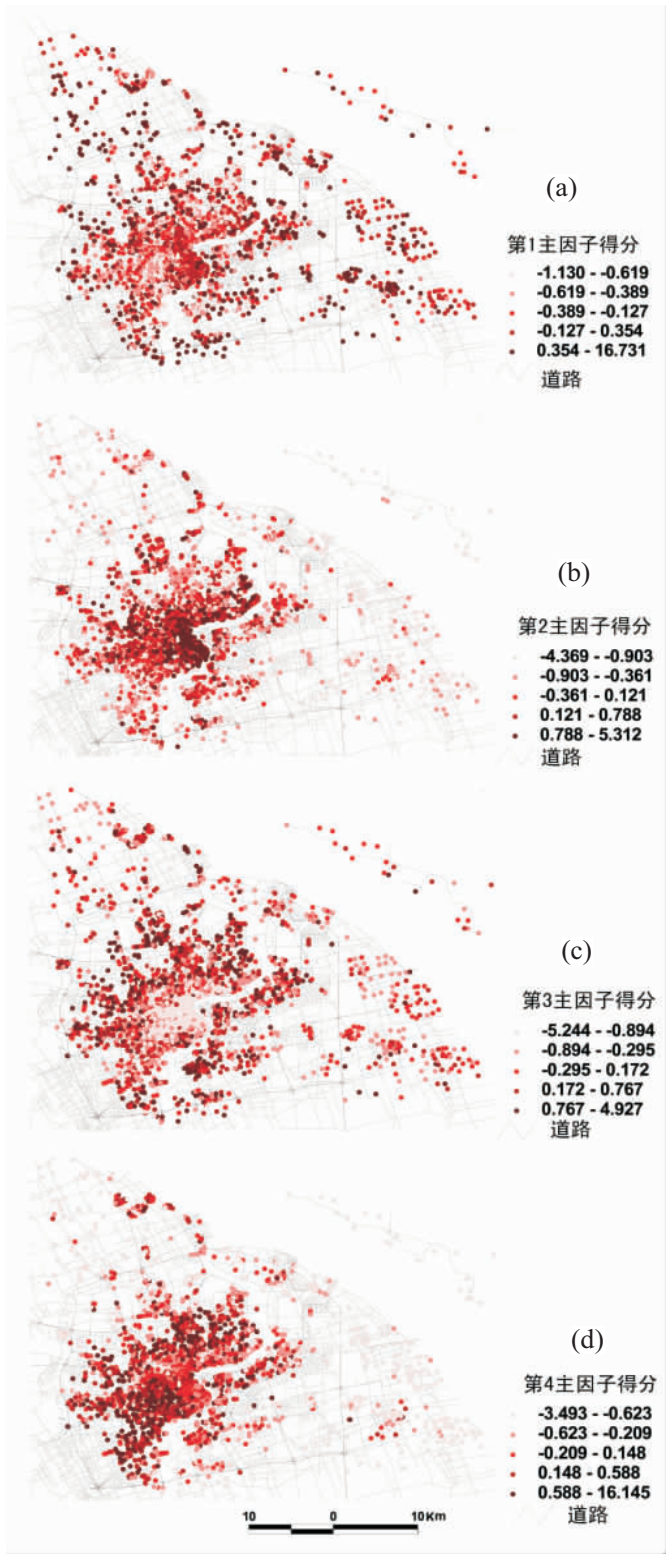 (a)
第1主因子得分
-1.130 - -0.619
-0.619 - -0.389
-0.389 - -0.127
-0.127 - 0.354
0.354 - 16.731
道路
(b)
第2主因子得分
-4.369 - -0.903
-0.903 - -0.361
-0.361 - 0.121
0.121 - 0.788
0.788 - 5.312
道路
(c)
第3主因子得分
-5.244 - -0.894
-0.894 - -0.295
-0.295 - 0.172
0.172 - 0.767
0.767 - 4.927
道路
(d)
第4主因子得分
-3.493 - -0.623
-0.623 - -0.209
-0.209 - 0.148
0.148 - 0.588
0.588 - 16.145
道路
10 0 10 Km